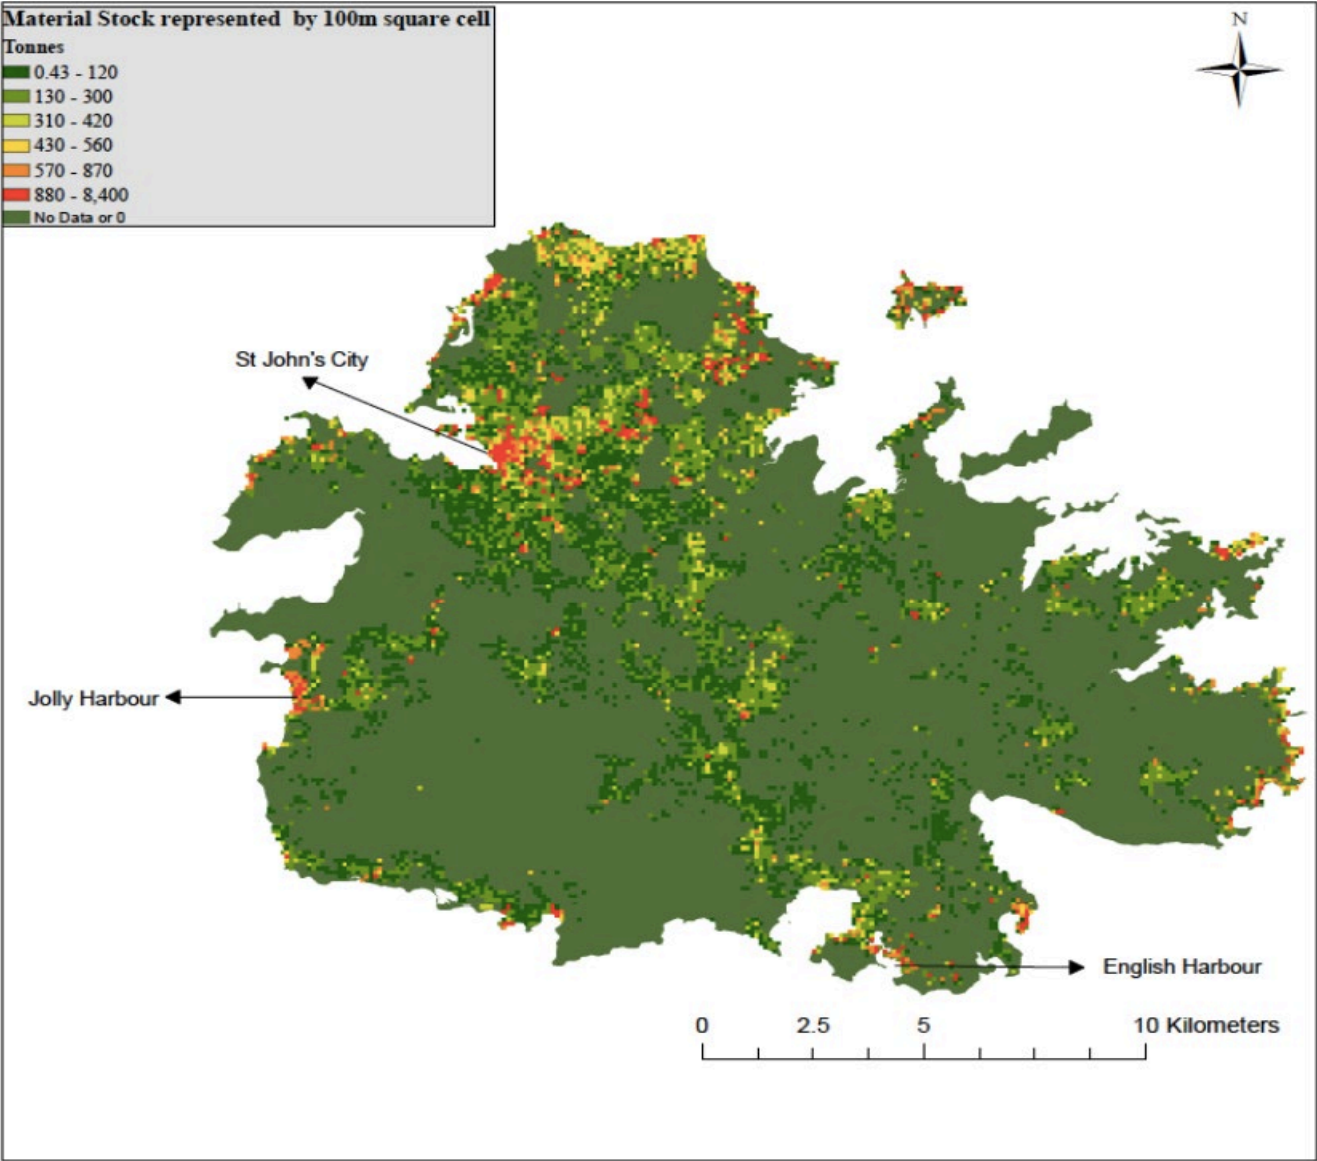 Material Stock represented by 100m square cell
Tonnes
0.43 - 120
130 - 300
310 - 420
430 - 560
570 - 870
880 - 8,400
No Data or 0
N
St John's City
Jolly Harbour
English Harbour
0 2.5 5 10 Kilometers